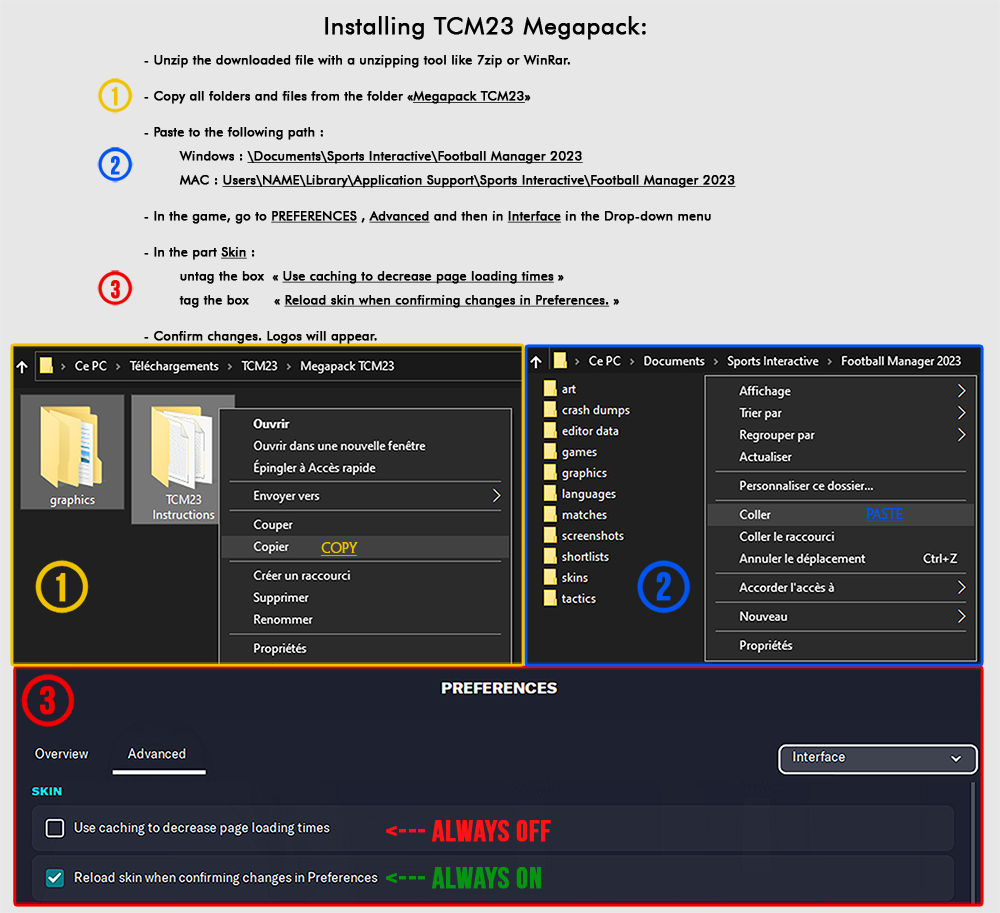 Installing TCM23 Megapack:
- Unzip the downloaded file with a unzipping tool like 7zip or WinRar.
1
- Copy all folders and files from the folder «Megapack TCM23»
- Paste to the following path :
2
Windows : \Documents\Sports Interactive\Football Manager 2023
MAC : Users\NAME\Library\Application Support\Sports Interactive\Football Manager 2023
- In the game, go to PREFERENCES , Advanced and then in Interface in the Drop-down menu
- In the part Skin :
3
untag the box « Use caching to decrease page loading times »
tag the box « Reload skin when confirming changes in Preferences. »
- Confirm changes. Logos will appear.
Ce PC > Téléchargements > TCM23 > Megapack TCM23
graphics
TCM23
Instructions
Ouvrir
Ouvrir dans une nouvelle fenêtre
Épingler à Accès rapide
Envoyer vers
Couper
Copier COPY
Créer un raccourci
Supprimer
Renommer
Propriétés
1
Ce PC > Documents > Sports Interactive > Football Manager 2023
art
crash dumps
editor data
games
graphics
languages
matches
screenshots
shortlists
skins
tactics
Affichage
Trier par
Regrouper par
Actualiser
Personnaliser ce dossier...
Coller PASTE
Coller le raccourci
Annuler le déplacement Ctrl+Z
Accorder l'accès à
Nouveau
Propriétés
2
3
PREFERENCES
Overview Advanced
Interface
SKIN
Use caching to decrease page loading times <--- ALWAYS OFF
Reload skin when confirming changes in Preferences <--- ALWAYS ON